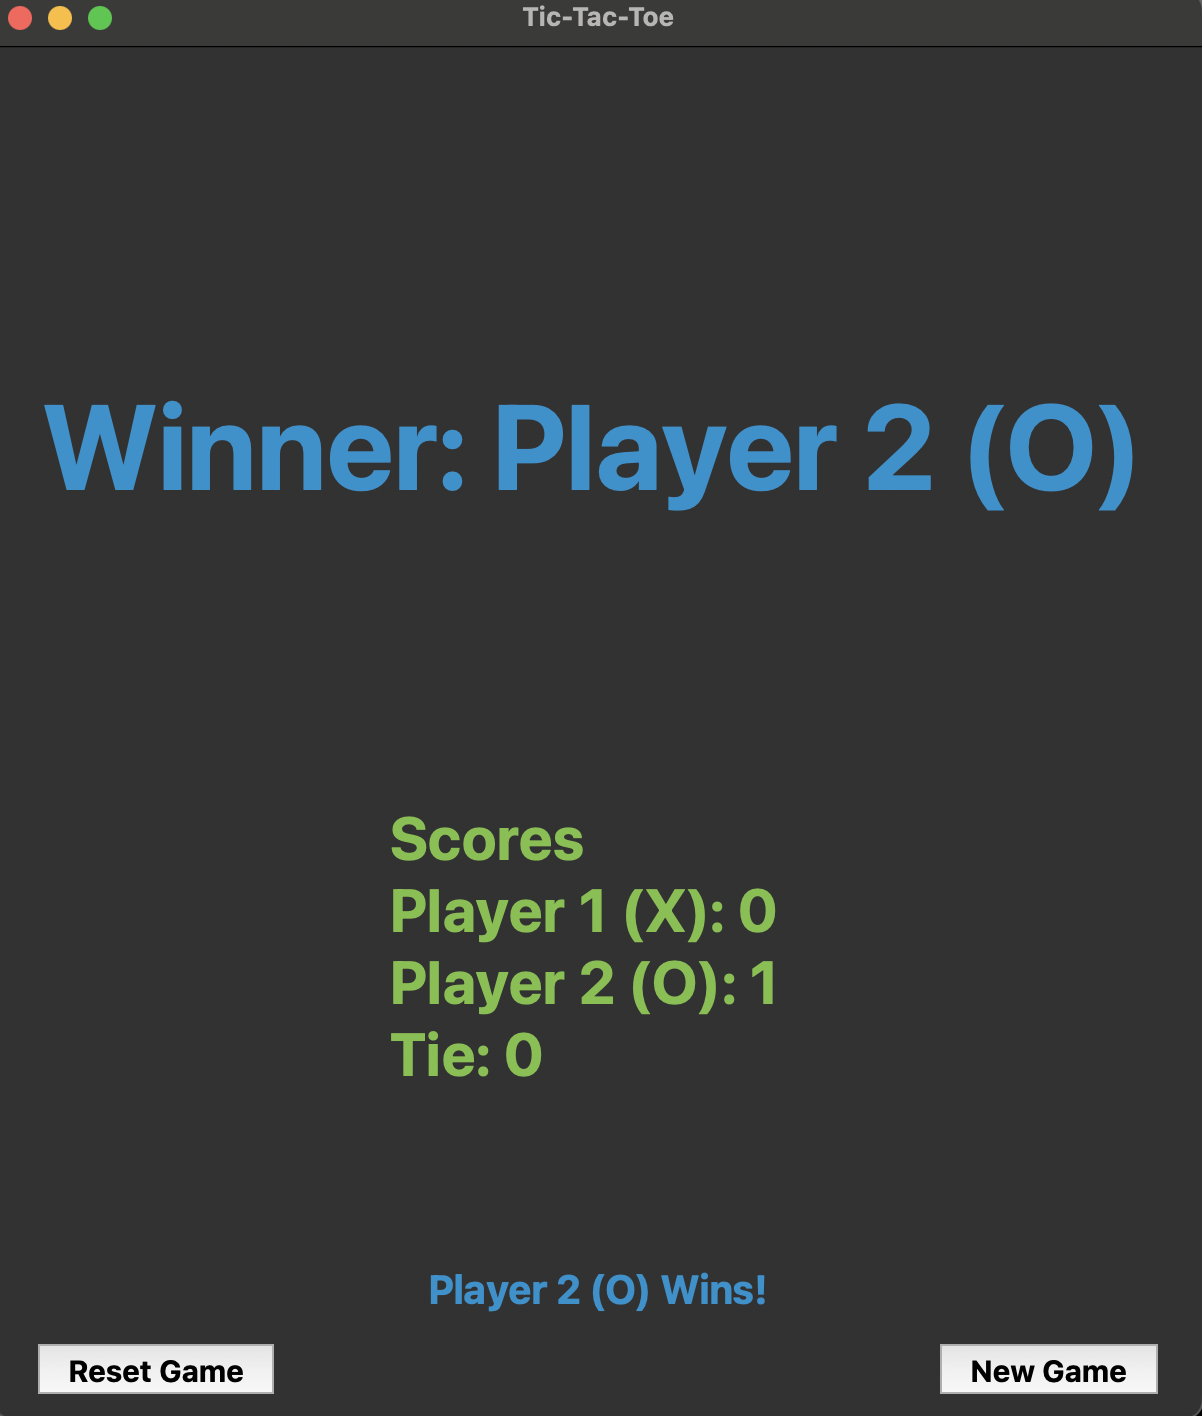 Tic-Tac-Toe
Winner: Player 2 (O)
Scores
Player 1 (X): 0
Player 2 (O): 1
Tie: 0
Player 2 (O) Wins!
Reset Game
New Game